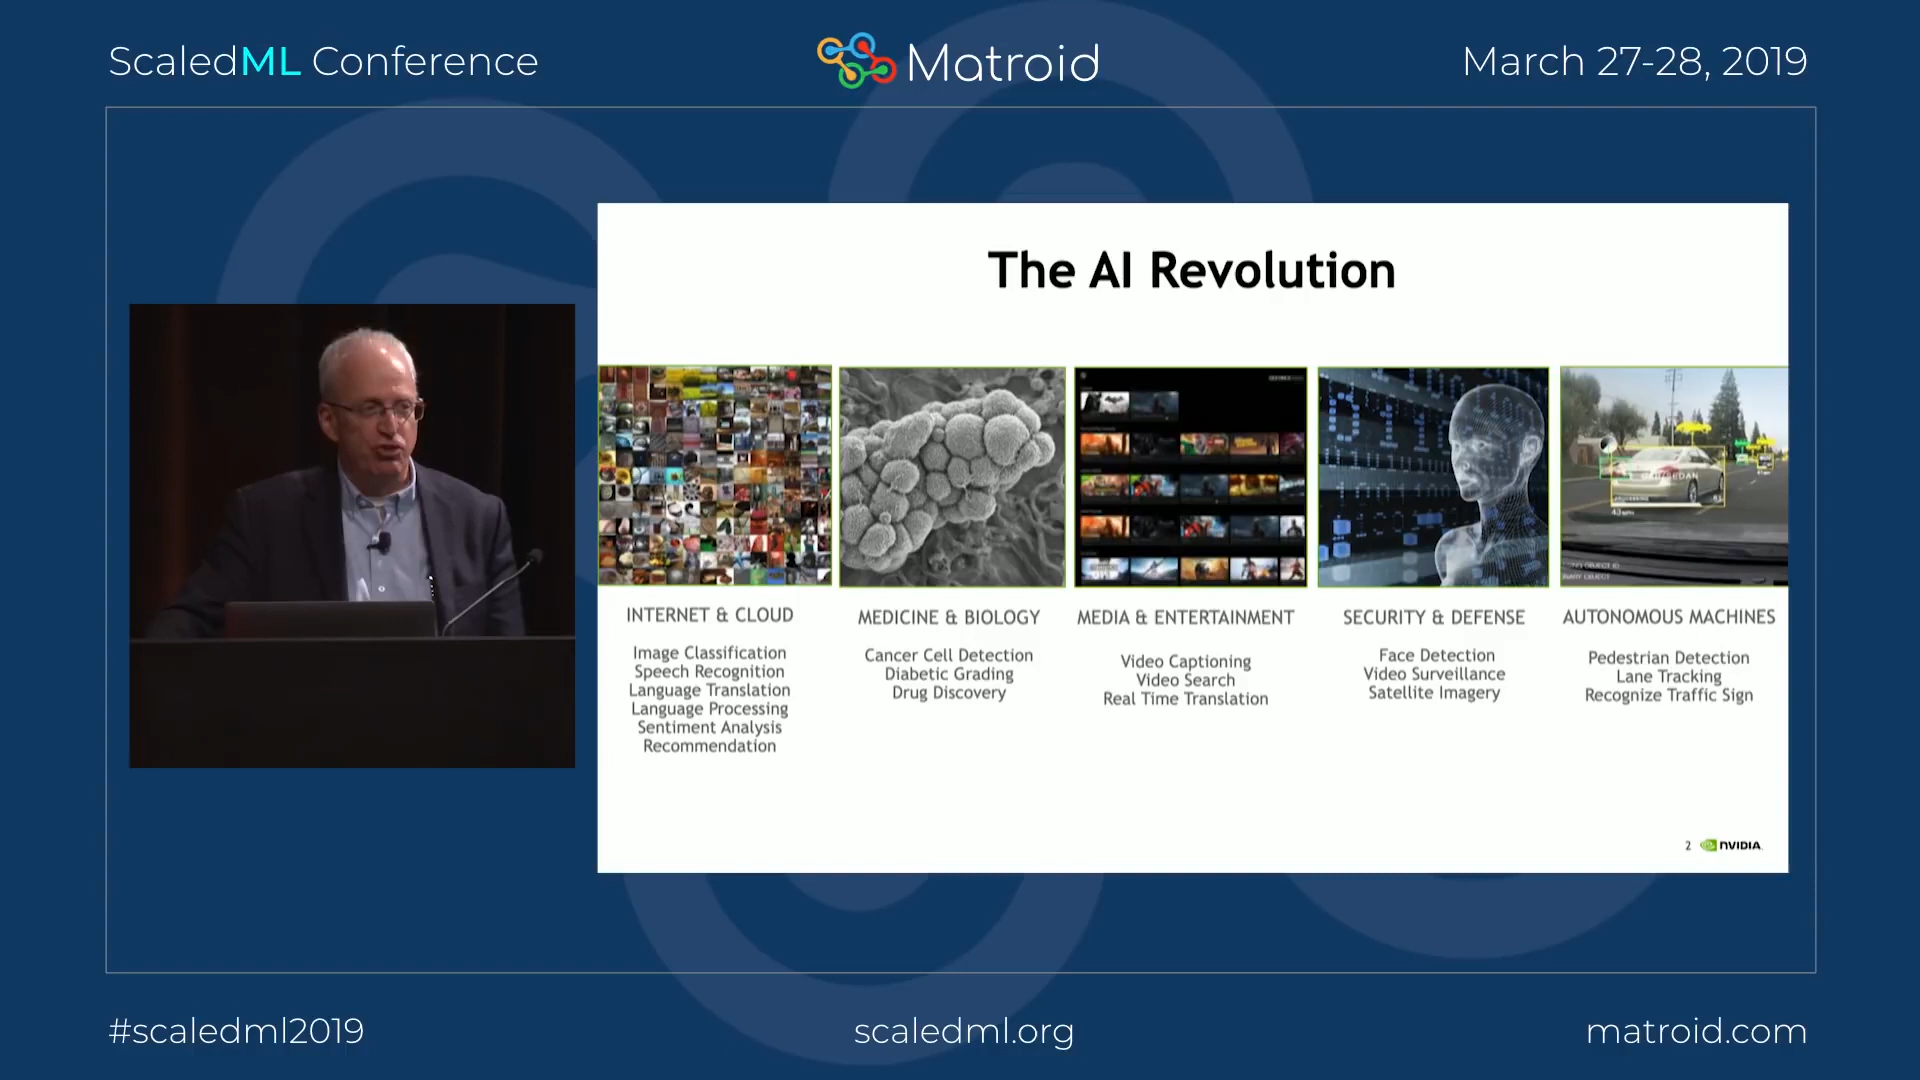 ScaledML Conference
Matroid
March 27-28, 2019
The AI Revolution
INTERNET & CLOUD
Image Classification
Speech Recognition
Language Translation
Language Processing
Sentiment Analysis
Recommendation
MEDICINE & BIOLOGY
Cancer Cell Detection
Diabetic Grading
Drug Discovery
MEDIA & ENTERTAINMENT
Video Captioning
Video Search
Real Time Translation
SECURITY & DEFENSE
Face Detection
Video Surveillance
Satellite Imagery
AUTONOMOUS MACHINES
Pedestrian Detection
Lane Tracking
Recognize Traffic Sign
2
NVIDIA
#scaledml2019
scaledml.org
matroid.com